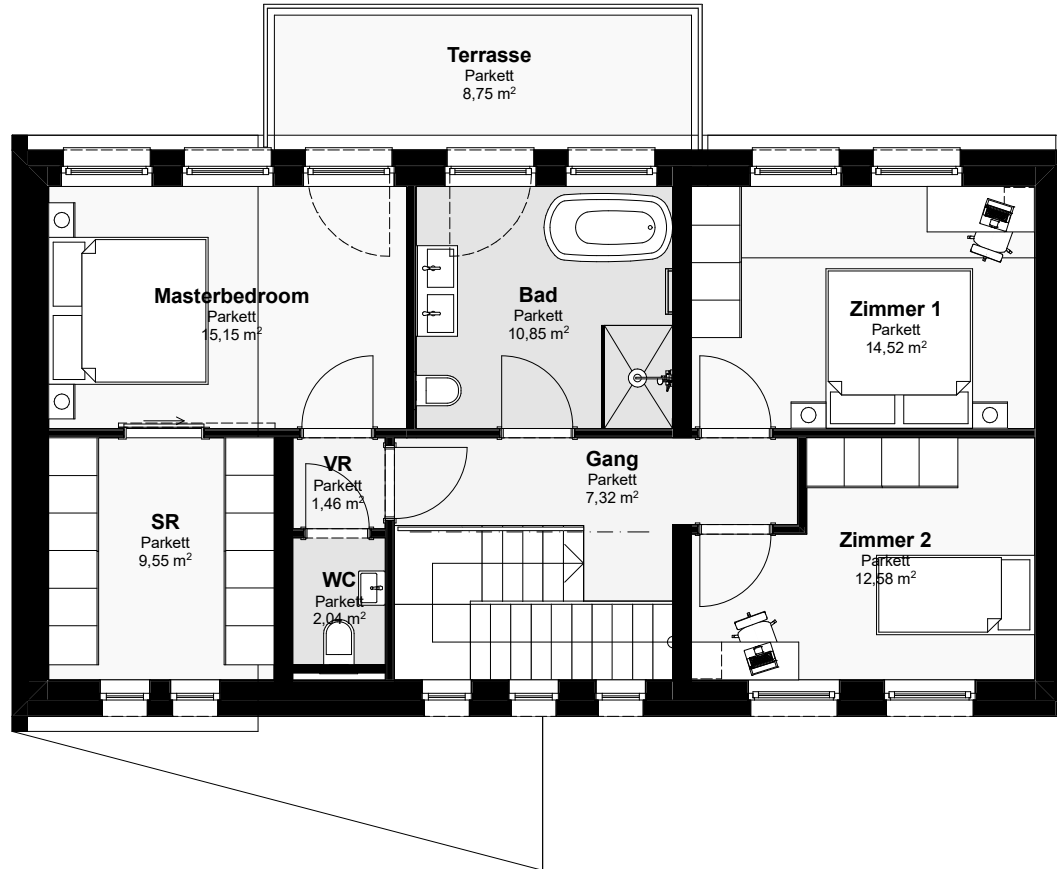 Terrasse
Parkett
8,75 m²
Masterbedroom
Parkett
15,15 m²
Bad
Parkett
10,85 m²
Zimmer 1
Parkett
14,52 m²
VR
Parkett
1,46 m²
Gang
Parkett
7,32 m²
SR
Parkett
9,55 m²
Zimmer 2
Parkett
12,58 m²
WC
Parkett
2,04 m²